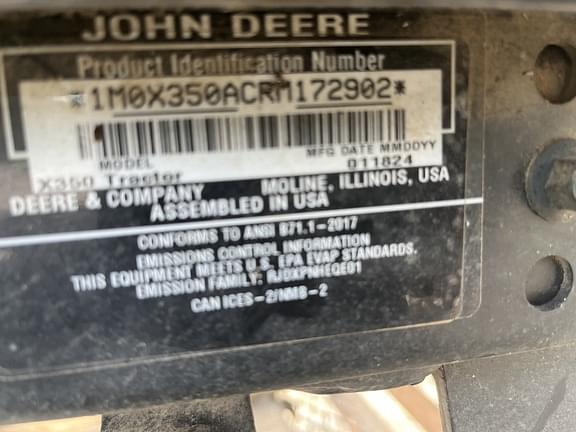 JOHN DEERE
Product Identification Number
*1M0X350ACRM172902*
MODEL MFG DATE MMDDYY
X350 Tractor 011824
DEERE & COMPANY MOLINE, ILLINOIS, USA
ASSEMBLED IN USA
CONFORMS TO ANSI B71.1-2017
EMISSIONS CONTROL INFORMATION
THIS EQUIPMENT MEETS U.S. EPA EVAP STANDARDS.
EMISSION FAMILY:
CAN ICES-2/NMB-2